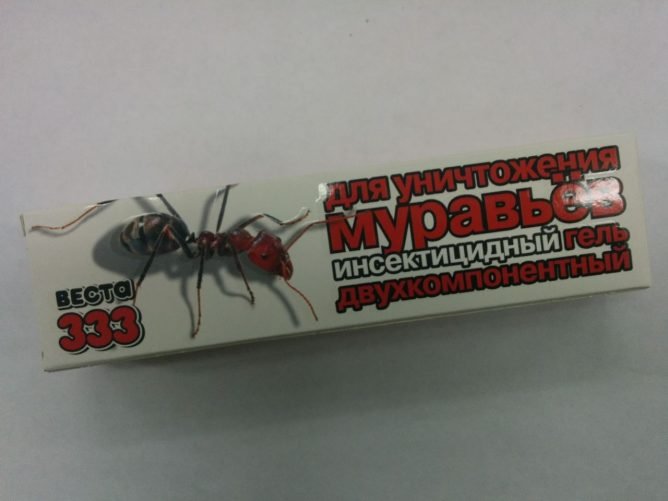 для уничтожения
муравьёв
инсектицидный гель
двухкомпонентный
Веста
333